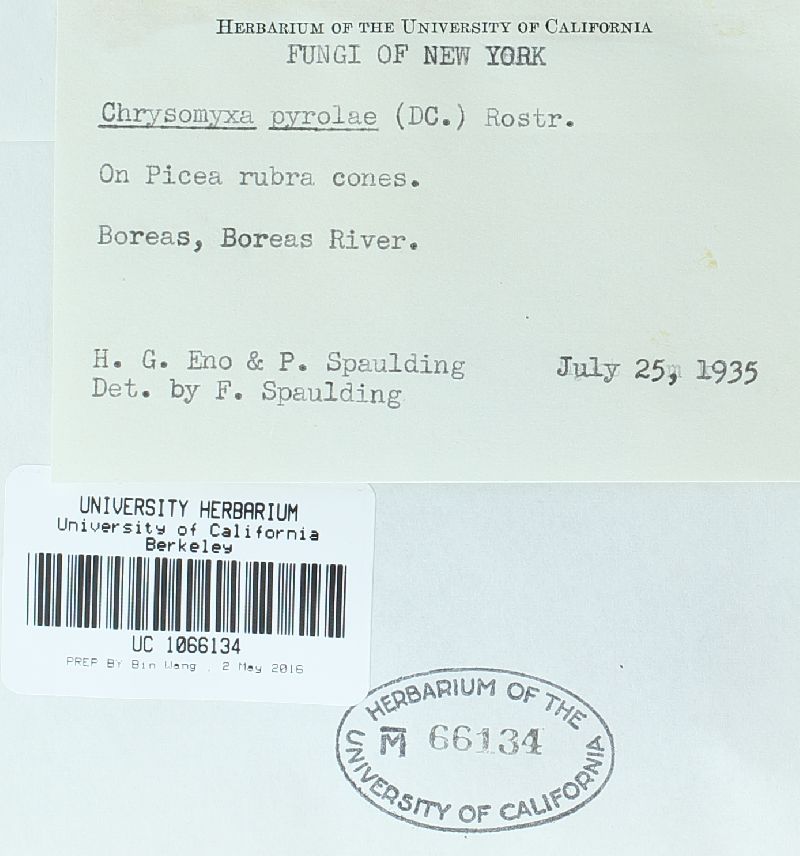 HERBARIUM OF THE UNIVERSITY OF CALIFORNIA
FUNGI OF NEW YORK
Chrysomyxa pyrolae (DC.) Rostr.
On Picea rubra cones.
Boreas, Boreas River.
H. G. Eno & P. Spaulding July 25, 1935
Det. by F. Spaulding
UNIVERSITY HERBARIUM
University of California
Berkeley
UC 1066134
PREP BY Bin Wang , 2 May 2016
HERBARIUM OF THE
M̅ 66134
UNIVERSITY OF CALIFORNIA